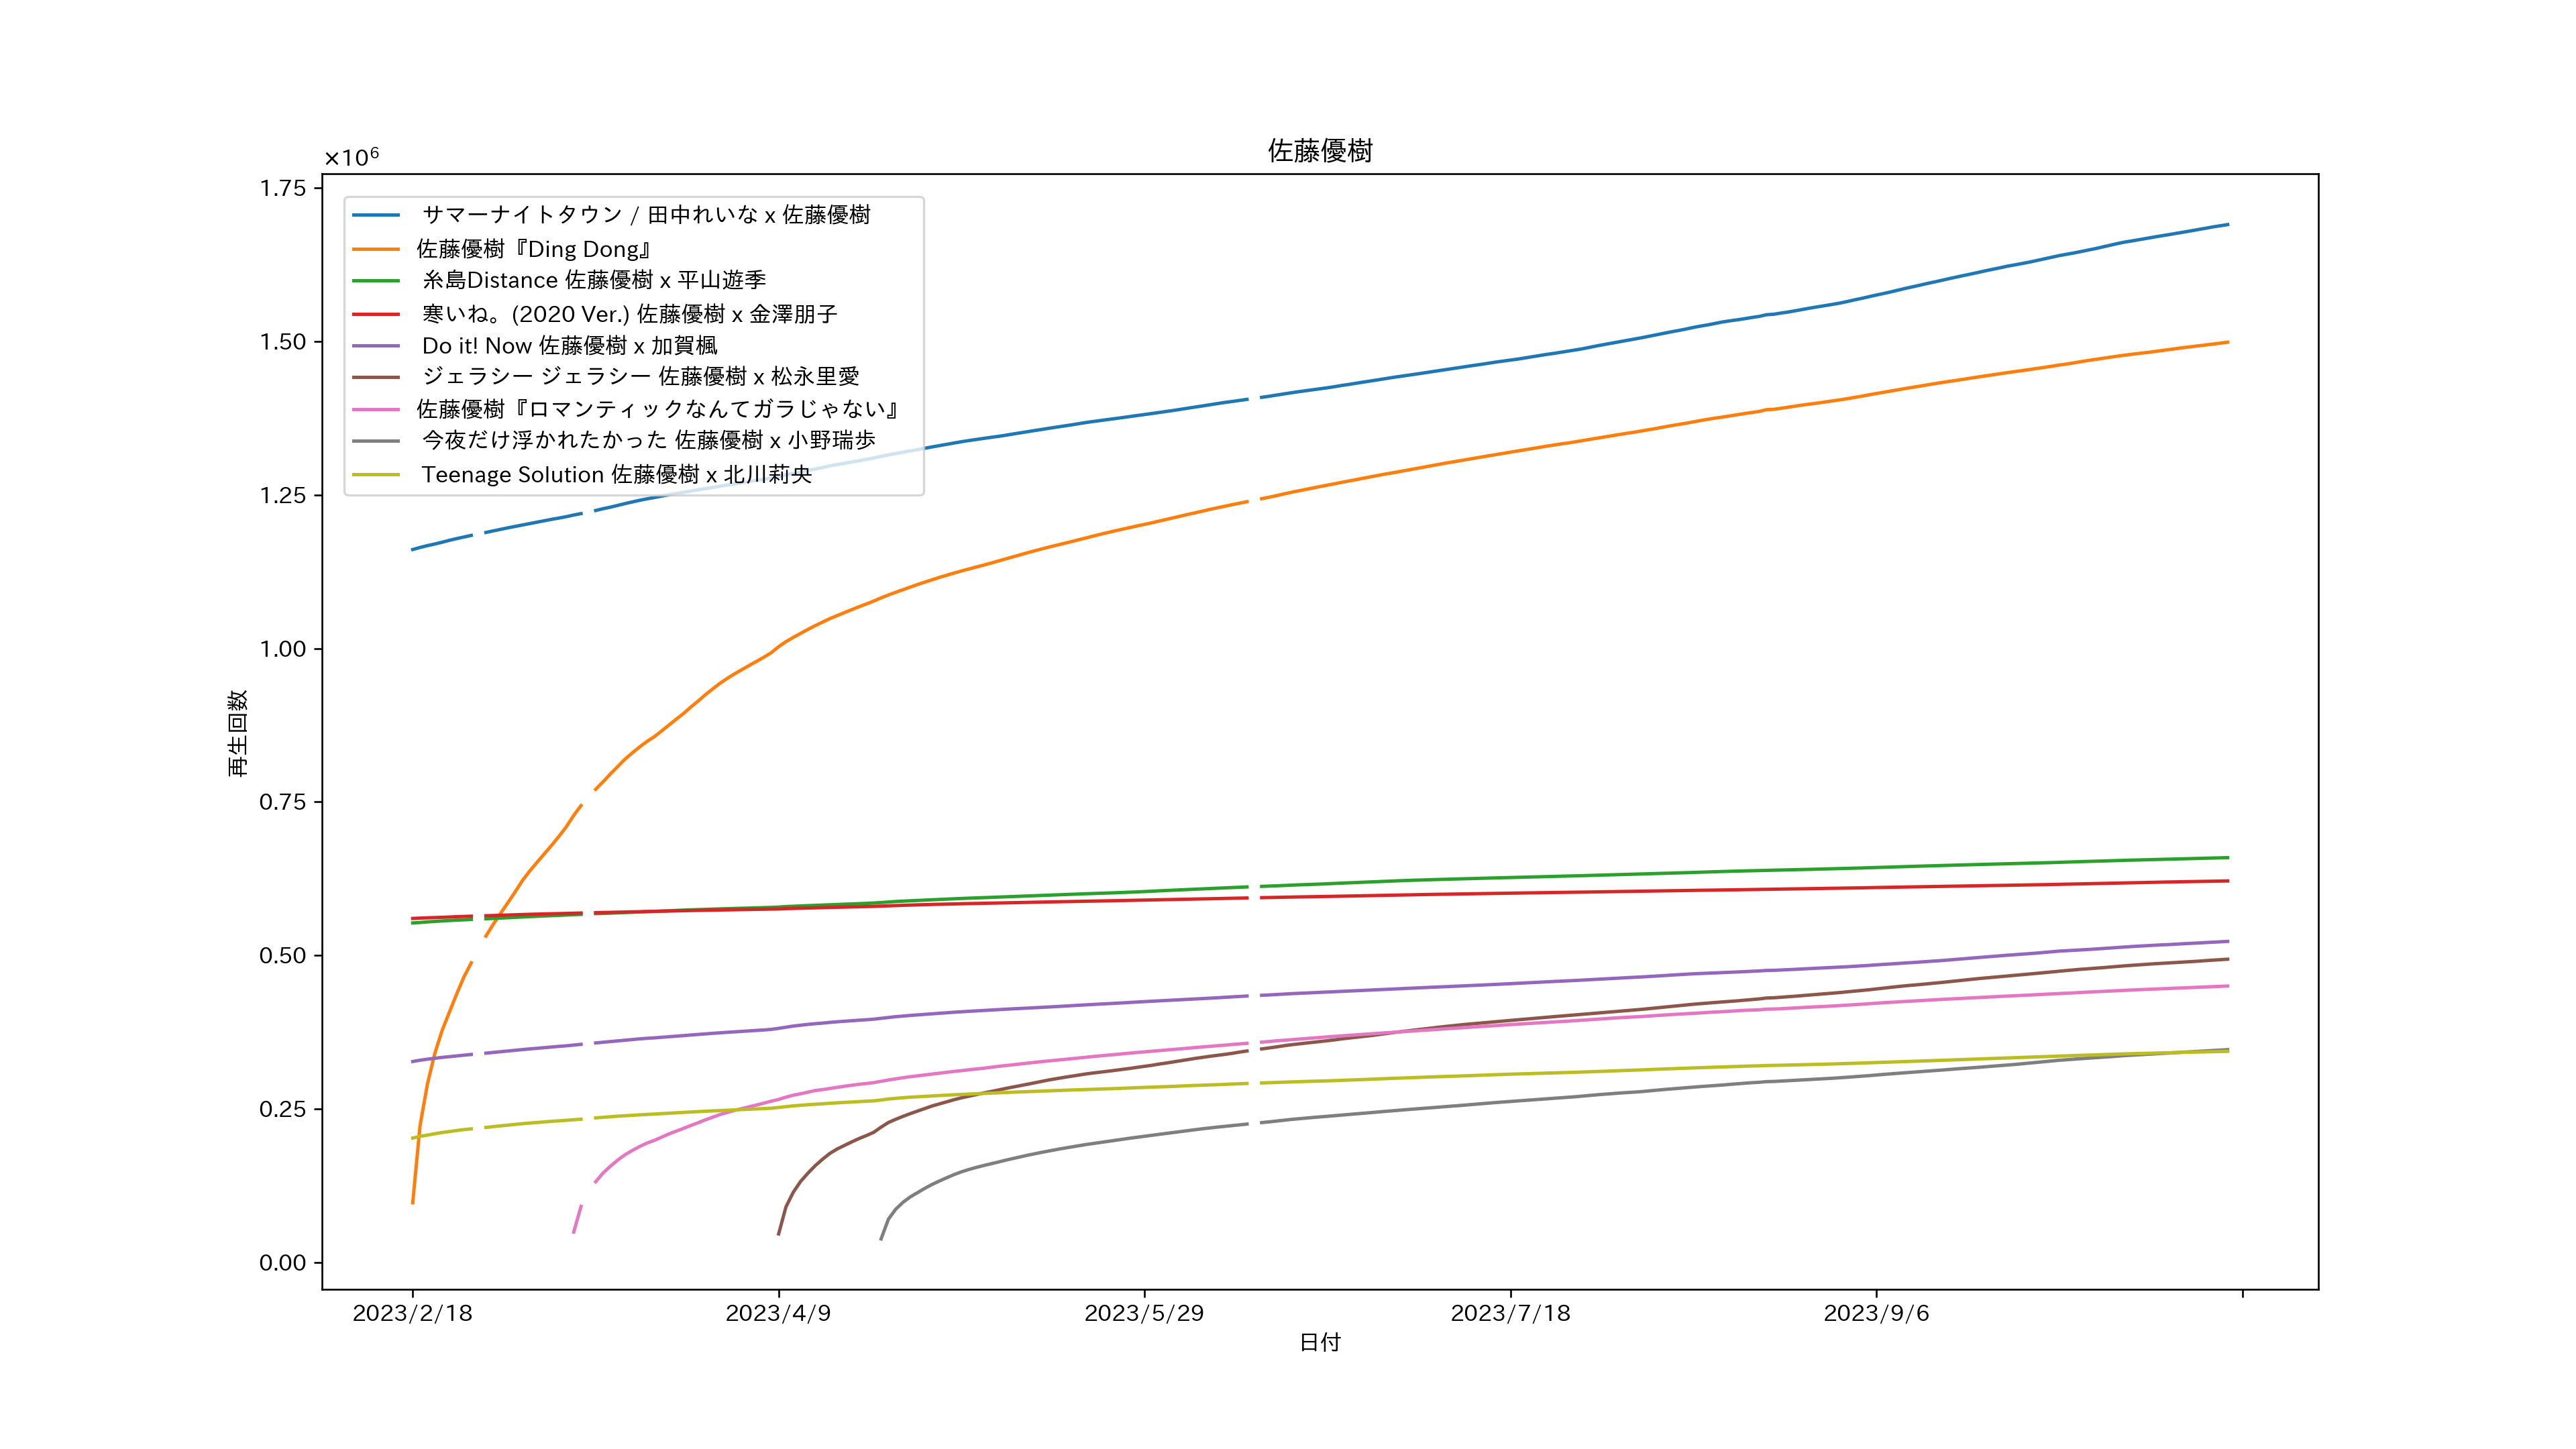 佐藤優樹
×10⁶
1.75
1.50
1.25
1.00
0.75
0.50
0.25
0.00
再生回数
サマーナイトタウン / 田中れいな x 佐藤優樹
佐藤優樹『Ding Dong』
糸島Distance 佐藤優樹 x 平山遊季
寒いね。(2020 Ver.) 佐藤優樹 x 金澤朋子
Do it! Now 佐藤優樹 x 加賀楓
ジェラシー ジェラシー 佐藤優樹 x 松永里愛
佐藤優樹『ロマンティックなんてガラじゃない』
今夜だけ浮かれたかった 佐藤優樹 x 小野瑞歩
Teenage Solution 佐藤優樹 x 北川莉央
2023/2/18
2023/4/9
2023/5/29
2023/7/18
2023/9/6
日付